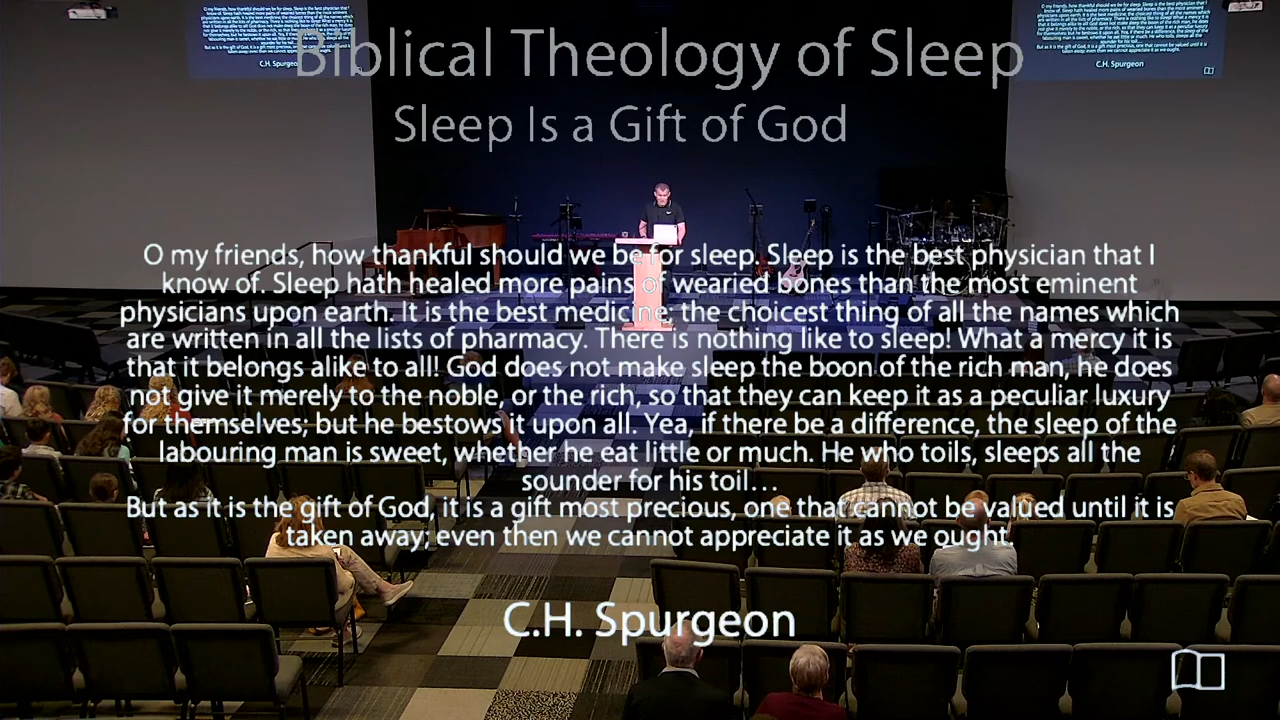 Biblical Theology of Sleep
Sleep Is a Gift of God
O my friends, how thankful should we be for sleep. Sleep is the best physician that I
know of. Sleep hath healed more pains of wearied bones than the most eminent
physicians upon earth. It is the best medicine; the choicest thing of all the names which
are written in all the lists of pharmacy. There is nothing like to sleep! What a mercy it is
that it belongs alike to all! God does not make sleep the boon of the rich man, he does
not give it merely to the noble, or the rich, so that they can keep it as a peculiar luxury
for themselves; but he bestows it upon all. Yea, if there be a difference, the sleep of the
labouring man is sweet, whether he eat little or much. He who toils, sleeps all the
sounder for his toil…
But as it is the gift of God, it is a gift most precious, one that cannot be valued until it is
taken away; even then we cannot appreciate it as we ought.
C.H. Spurgeon